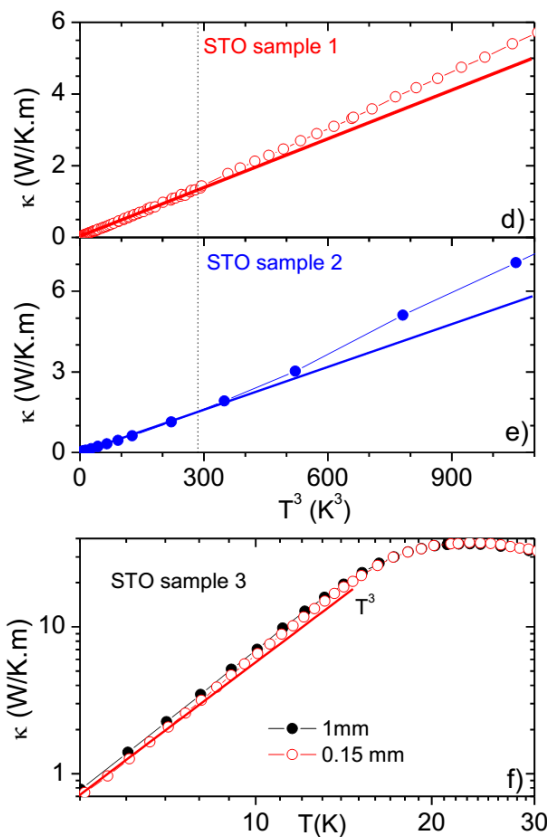 6
STO sample 1
4
κ (W/K.m)
2
d)
0
STO sample 2
6
κ (W/K.m)
3
e)
0
0 300 600 900
T³ (K³)
STO sample 3
T³
κ (W/K.m)
10
1mm
0.15 mm
1
f)
10 20 30
T(K)